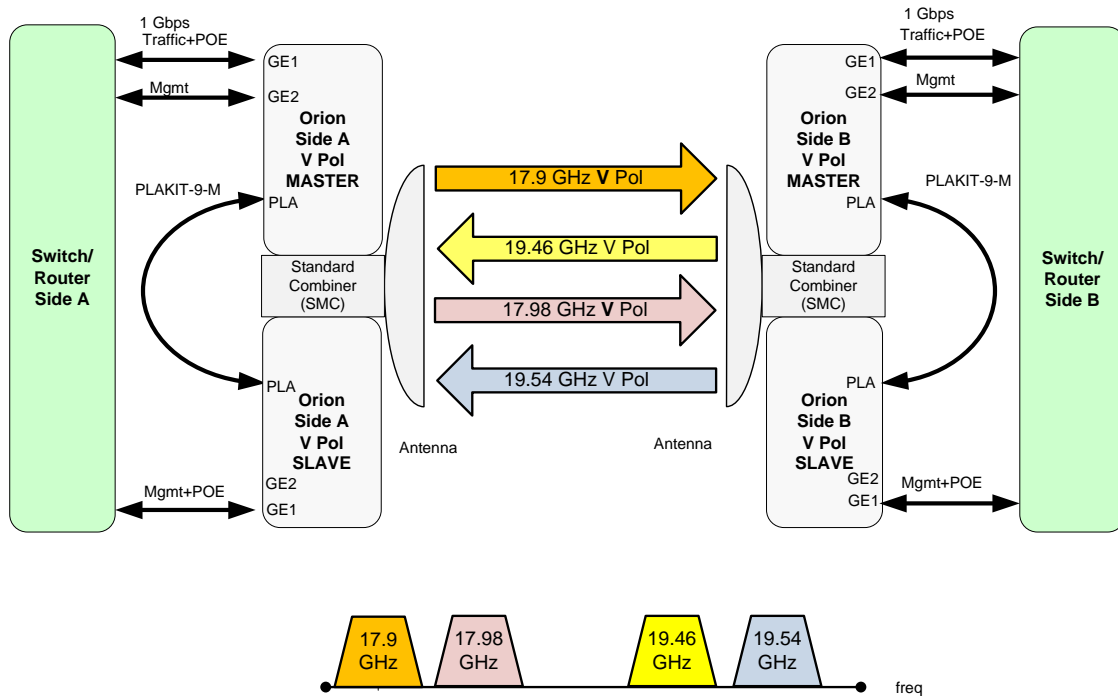 1 Gbps
Traffic+POE
GE1
Mgmt
GE2
Orion
Side A
V Pol
MASTER
PLAKIT-9-M
PLA
Switch/
Router
Side A
Standard
Combiner
(SMC)
PLA
Orion
Side A
V Pol
SLAVE
Mgmt+POE
GE2
GE1
Antenna
17.9 GHz V Pol
19.46 GHz V Pol
17.98 GHz V Pol
19.54 GHz V Pol
Antenna
1 Gbps
Traffic+POE
GE1
Mgmt
GE2
Orion
Side B
V Pol
MASTER
PLAKIT-9-M
PLA
Standard
Combiner
(SMC)
Switch/
Router
Side B
PLA
Orion
Side B
V Pol
SLAVE
GE2
Mgmt+POE
GE1
17.9
GHz
17.98
GHz
19.46
GHz
19.54
GHz
freq